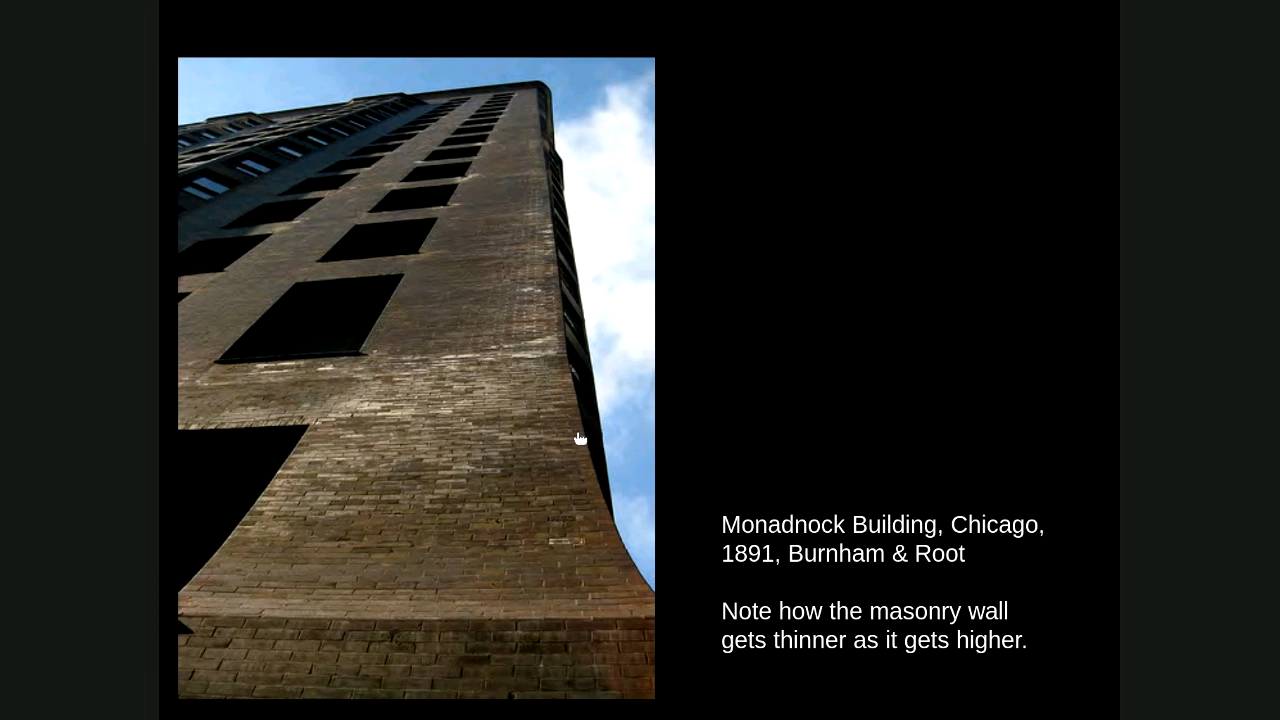 Monadnock Building, Chicago,
1891, Burnham & Root
Note how the masonry wall
gets thinner as it gets higher.